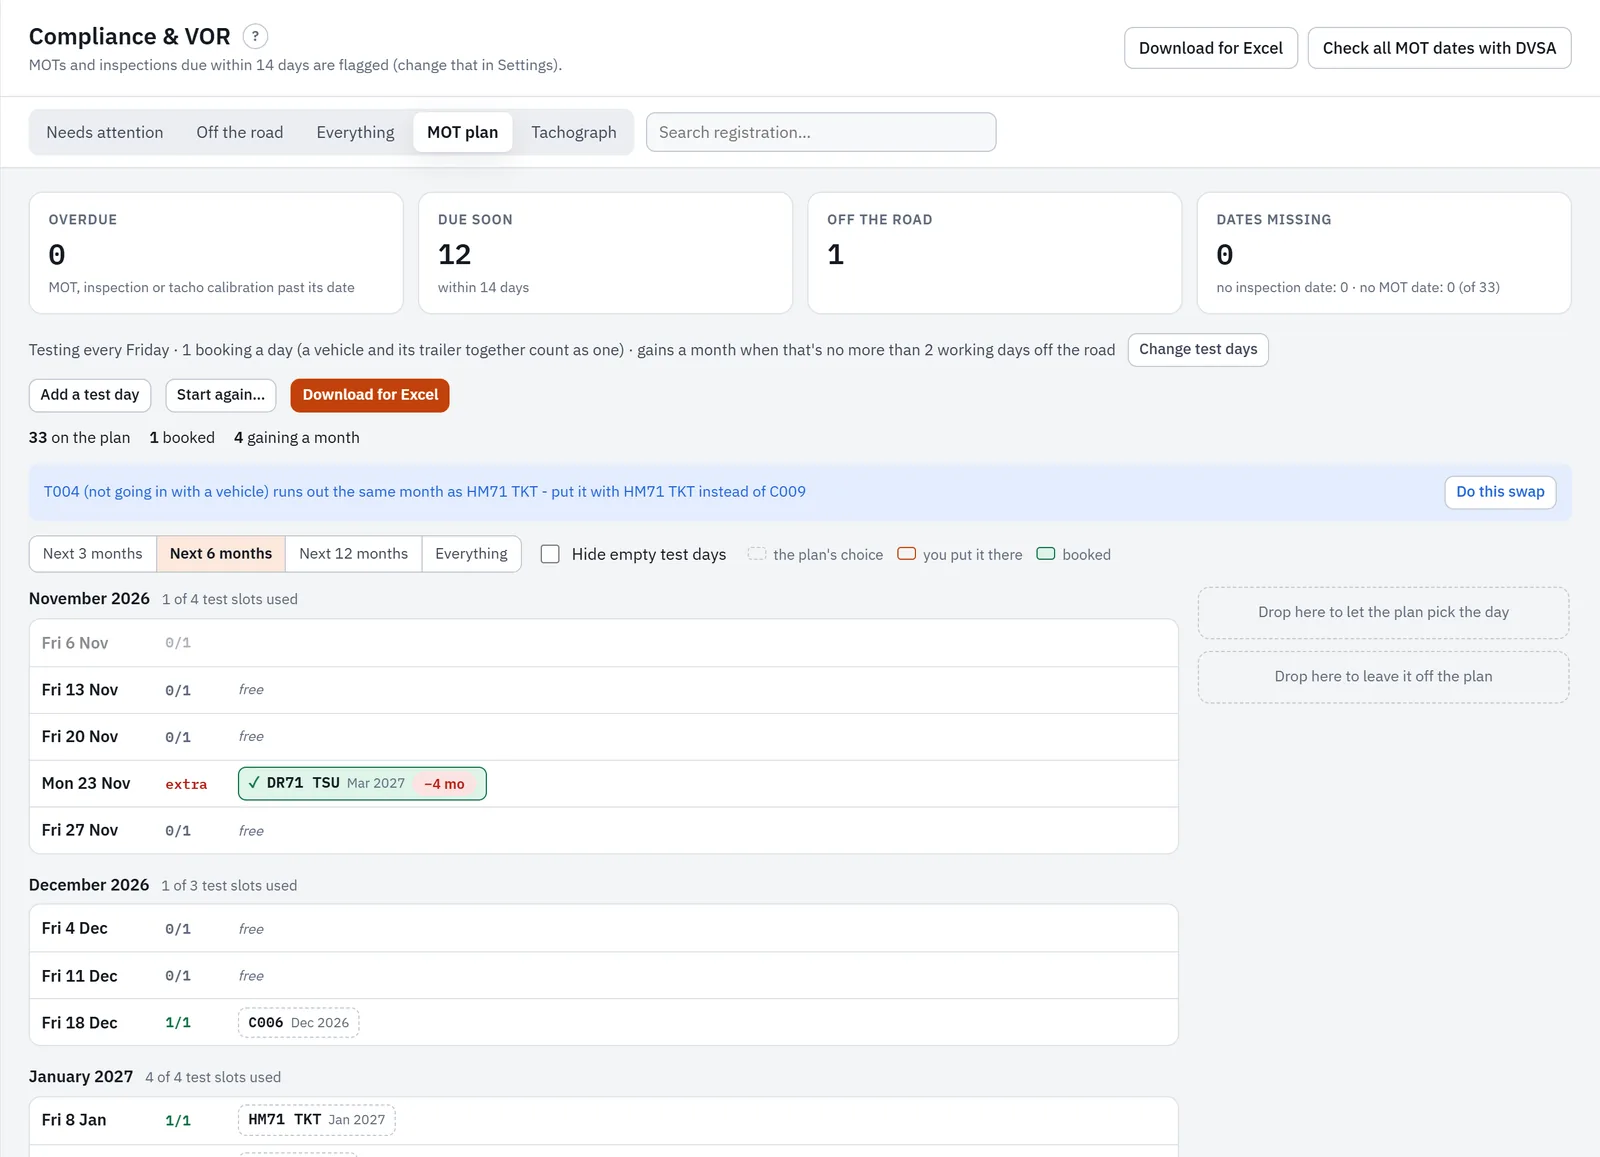 Compliance & VOR ?
MOTs and inspections due within 14 days are flagged (change that in Settings).
Download for Excel
Check all MOT dates with DVSA
Needs attention
Off the road
Everything
MOT plan
Tachograph
Search registration...
OVERDUE
0
MOT, inspection or tacho calibration past its date
DUE SOON
12
within 14 days
OFF THE ROAD
1
DATES MISSING
0
no inspection date: 0 · no MOT date: 0 (of 33)
Testing every Friday · 1 booking a day (a vehicle and its trailer together count as one) · gains a month when that's no more than 2 working days off the road
Change test days
Add a test day
Start again...
Download for Excel
33 on the plan 1 booked 4 gaining a month
T004 (not going in with a vehicle) runs out the same month as HM71 TKT - put it with HM71 TKT instead of C009
Do this swap
Next 3 months
Next 6 months
Next 12 months
Everything
Hide empty test days
the plan's choice
you put it there
booked
November 2026 1 of 4 test slots used
Fri 6 Nov 0/1
Fri 13 Nov 0/1 free
Fri 20 Nov 0/1 free
Mon 23 Nov extra ✓ DR71 TSU Mar 2027 −4 mo
Fri 27 Nov 0/1 free
Drop here to let the plan pick the day
Drop here to leave it off the plan
December 2026 1 of 3 test slots used
Fri 4 Dec 0/1 free
Fri 11 Dec 0/1 free
Fri 18 Dec 1/1 C006 Dec 2026
January 2027 4 of 4 test slots used
Fri 8 Jan 1/1 HM71 TKT Jan 2027